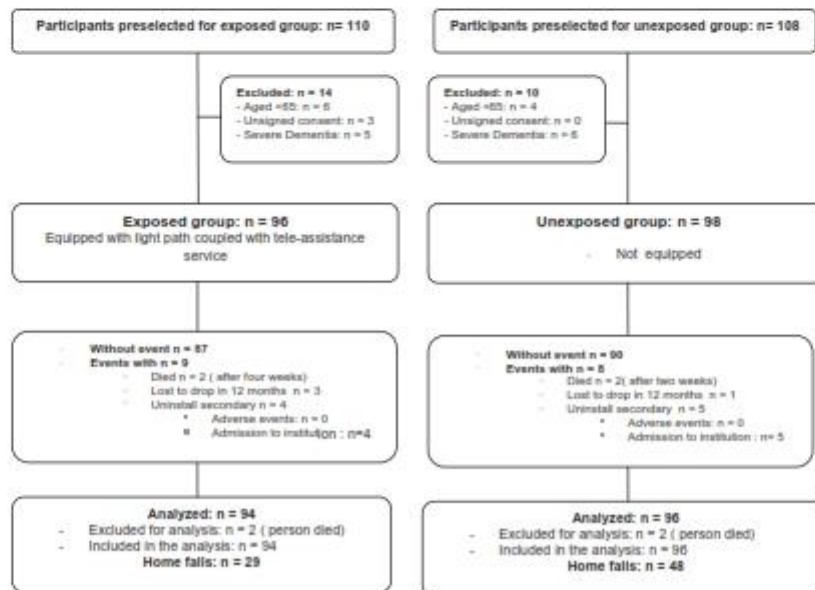 Participants preselected for exposed group: n= 110
Participants preselected for unexposed group: n= 108
Excluded: n = 14
- Aged <65: n = 6
- Unsigned consent: n = 3
- Severe Dementia: n = 5
Excluded: n = 10
- Aged <65: n = 4
- Unsigned consent: n = 0
- Severe Dementia: n = 6
Exposed group: n = 96
Equipped with light path coupled with tele-assistance
service
Unexposed group: n = 98
- Not equipped
- Without event n = 87
- Events with n = 9
- Died n = 2 ( after four weeks)
- Lost to drop in 12 months n = 3
- Uninstall secondary n = 4
* Adverse events: n = 0
* Admission to institution : n=4
- Without event n = 90
- Events with n = 8
- Died n = 2( after two weeks)
- Lost to drop in 12 months n = 1
- Uninstall secondary n = 5
* Adverse events: n = 0
* Admission to institution : n= 5
Analyzed: n = 94
- Excluded for analysis: n = 2 ( person died)
- Included in the analysis: n = 94
Home falls: n = 29
Analyzed: n = 96
- Excluded for analysis: n = 2 ( person died)
- Included in the analysis: n = 96
Home falls: n = 48